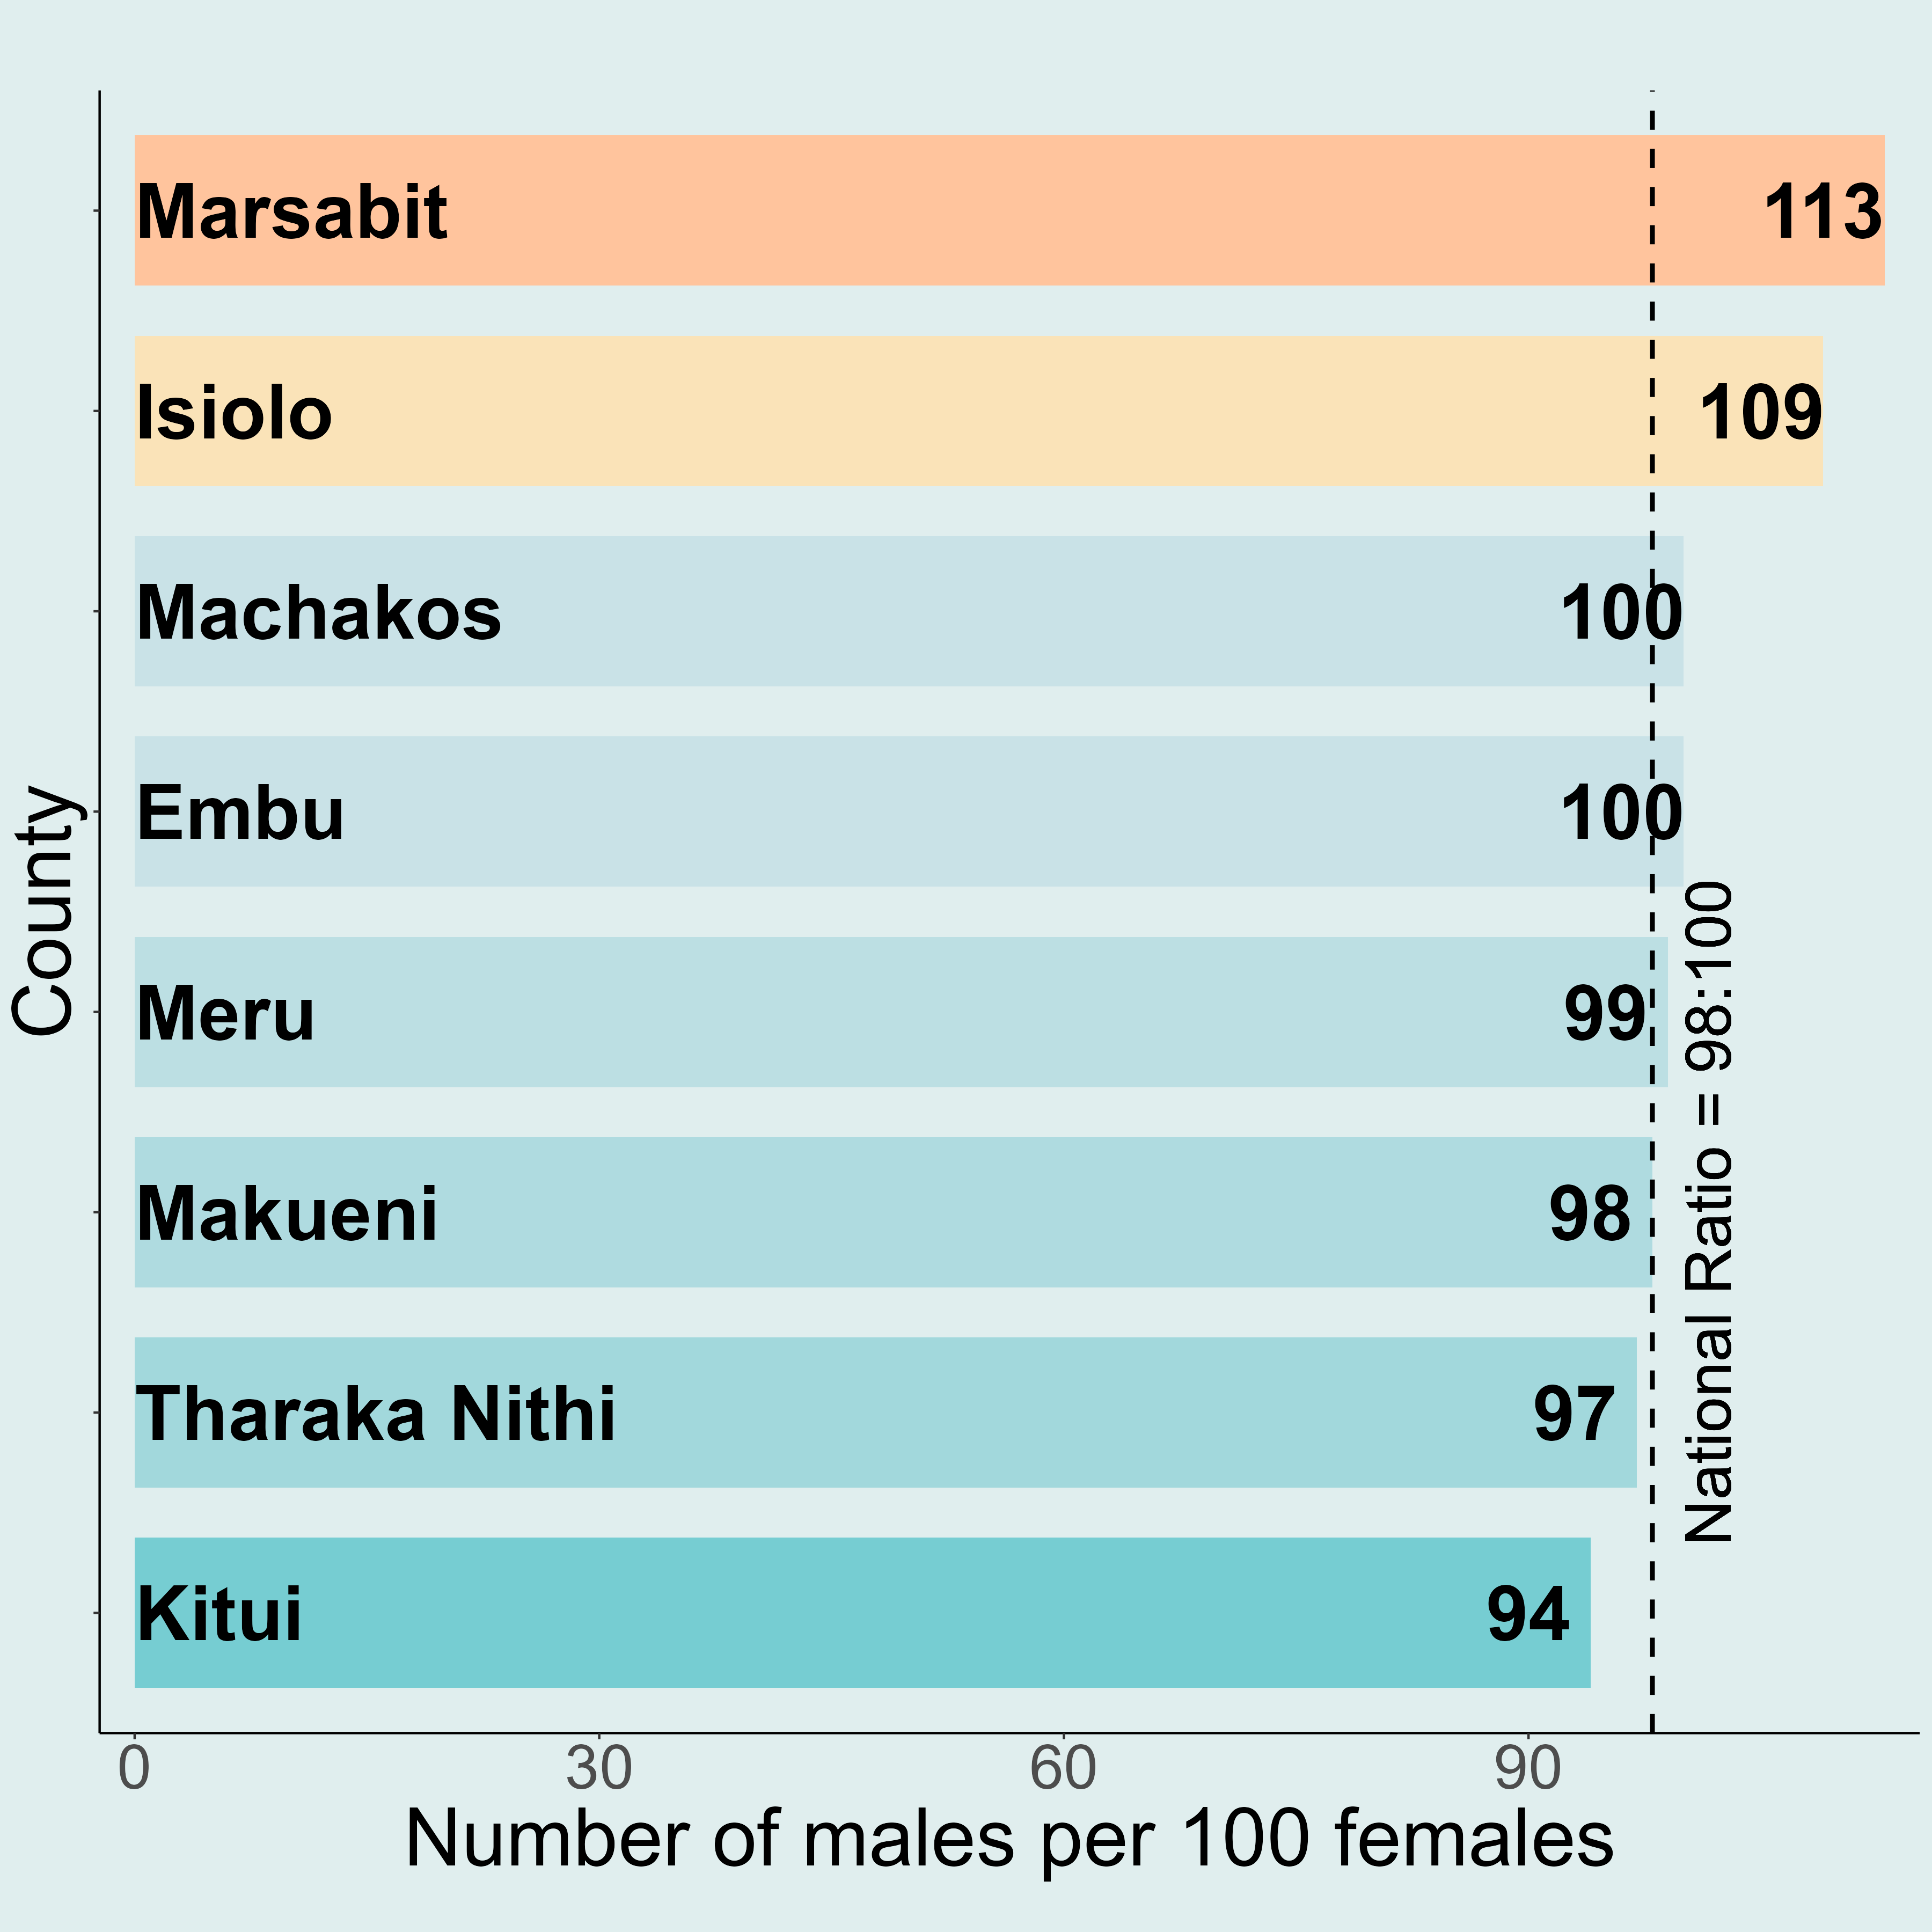 Marsabit 113
Isiolo 109
Machakos 100
Embu 100
Meru 99
Makueni 98
Tharaka Nithi 97
Kitui 94
County
National Ratio = 98:100
0 30 60 90
Number of males per 100 females